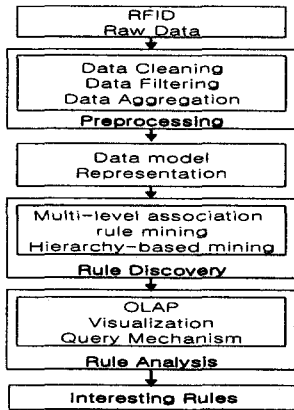 RFID
Raw Data
Data Cleaning
Data Filtering
Data Aggregation
Preprocessing
Data model
Representation
Multi-level association
rule mining
Hierarchy-based mining
Rule Discovery
OLAP
Visualization
Query Mechanism
Rule Analysis
Interesting Rules